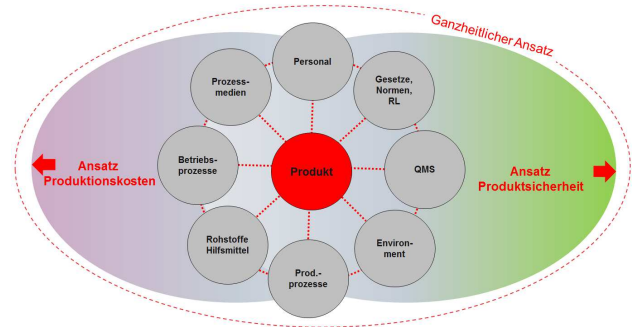 Ganzheitlicher Ansatz
Personal
Prozess-
medien
Gesetze,
Normen,
RL
Ansatz
Produktionskosten
Betriebs-
prozesse
Produkt
QMS
Ansatz
Produktsicherheit
Rohstoffe
Hilfsmittel
Environ-
ment
Prod.-
prozesse